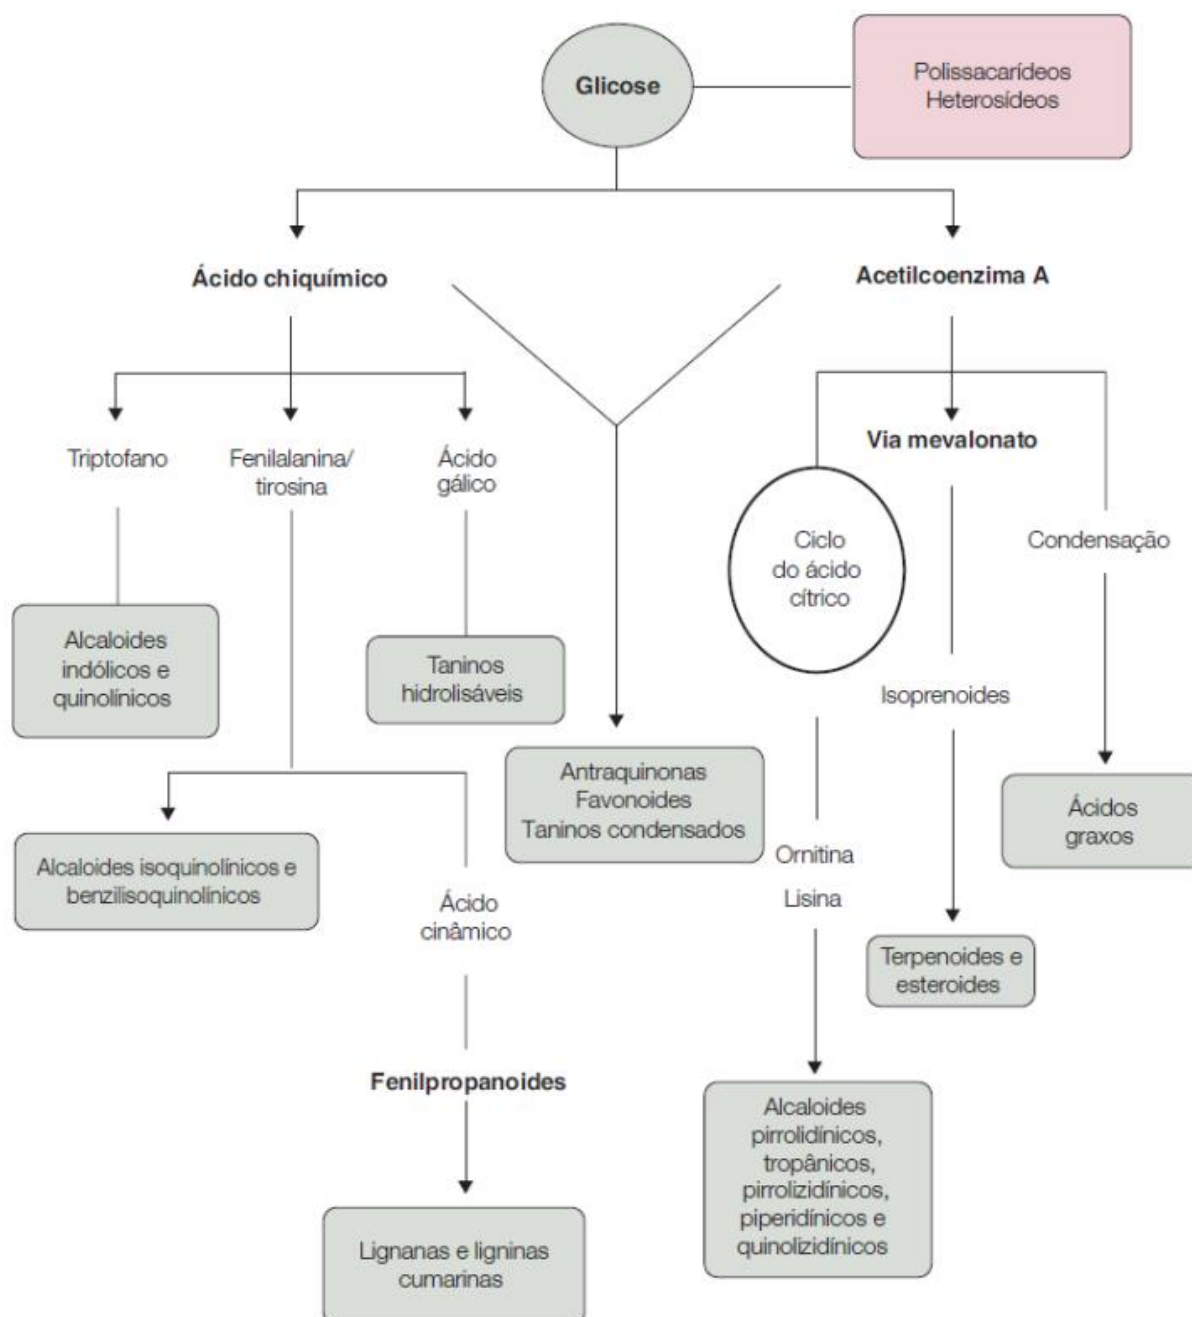 Glicose
Polissacarídeos
Heterosídeos
Ácido chiquímico
Acetilcoenzima A
Triptofano
Fenilalanina/
tirosina
Ácido
gálico
Via mevalonato
Ciclo
do ácido
cítrico
Condensação
Alcaloides
indólicos e
quinolínicos
Taninos
hidrolisáveis
Isoprenoides
Antraquinonas
Favonoides
Taninos condensados
Ácidos
graxos
Alcaloides isoquinolínicos e
benzilisoquinolínicos
Ácido
cinâmico
Ornitina
Lisina
Terpenoides e
esteroides
Fenilpropanoides
Alcaloides
pirrolidínicos,
tropânicos,
pirrolizidínicos,
piperidínicos e
quinolizidínicos
Lignanas e ligninas
cumarinas